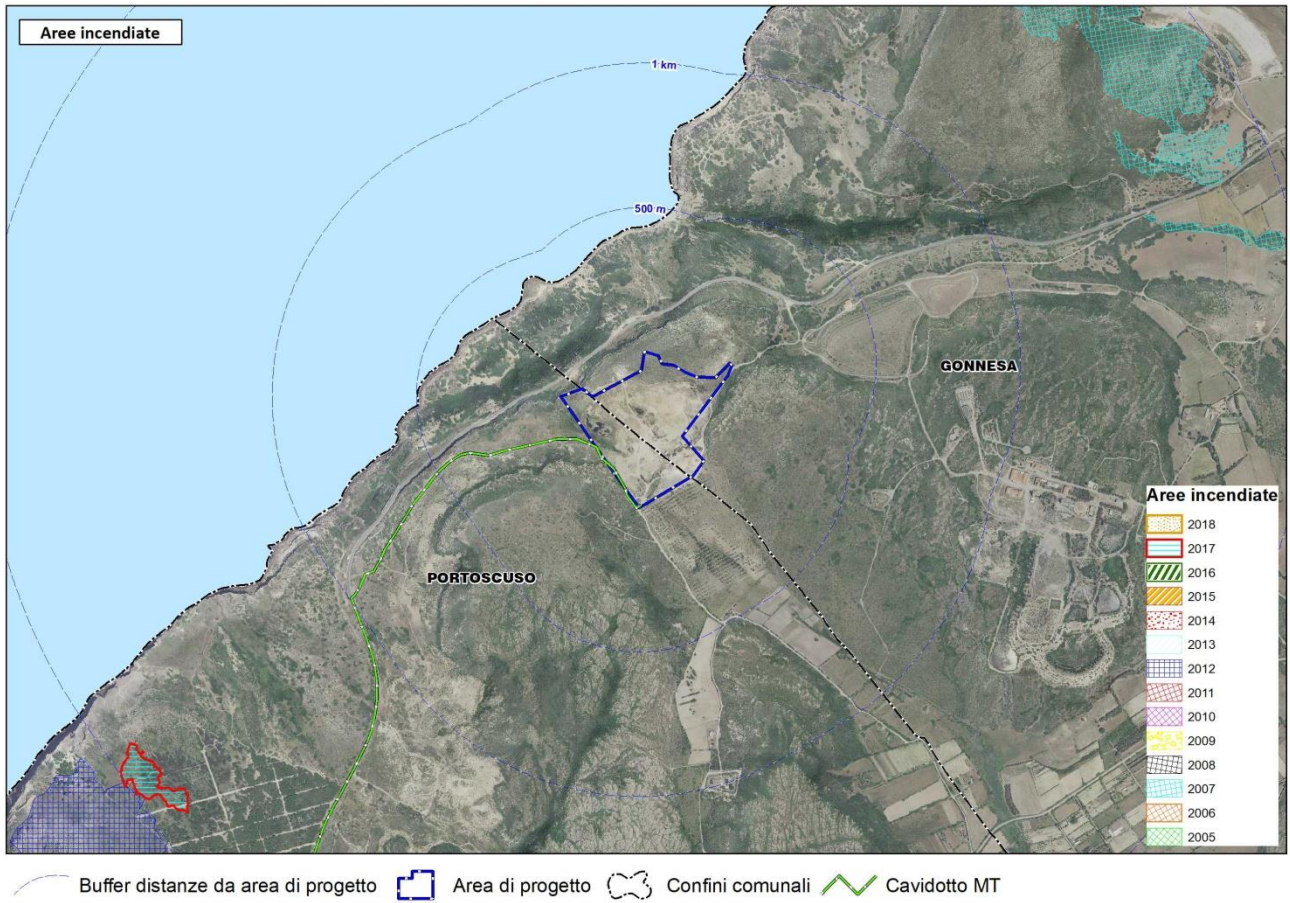 Aree incendiate
1 km
500 m
GONNESA
PORTOSCUSO
Aree incendiate
2018
2017
2016
2015
2014
2013
2012
2011
2010
2009
2008
2007
2006
2005
Buffer distanze da area di progetto
Area di progetto
Confini comunali
Cavidotto MT